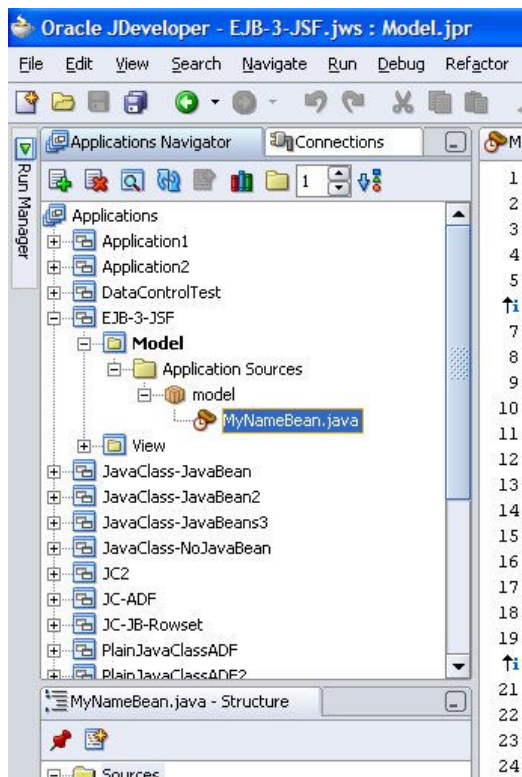 Oracle JDeveloper - EJB-3-JSF.jws : Model.jpr
File Edit View Search Navigate Run Debug Refactor
Run Manager
Applications Navigator Connections
1
Applications
Application1
Application2
DataControlTest
EJB-3-JSF
Model
Application Sources
model
MyNameBean.java
View
JavaClass-JavaBean
JavaClass-JavaBean2
JavaClass-JavaBeans3
JavaClass-NoJavaBean
JC2
JC-ADF
JC-JB-Rowset
PlainJavaClassADF
PlainJavaClassADF2
MyNameBean.java - Structure
Sources
M
1
2
3
4
5
7
8
9
10
11
12
13
14
15
16
17
18
19
21
22
23
24